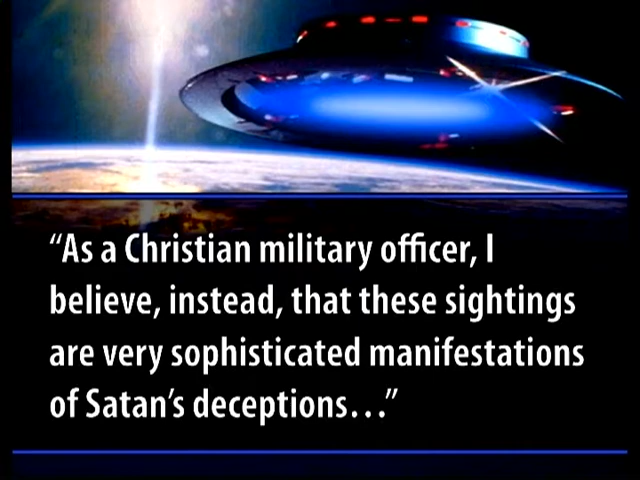 “As a Christian military officer, I
believe, instead, that these sightings
are very sophisticated manifestations
of Satan’s deceptions…”